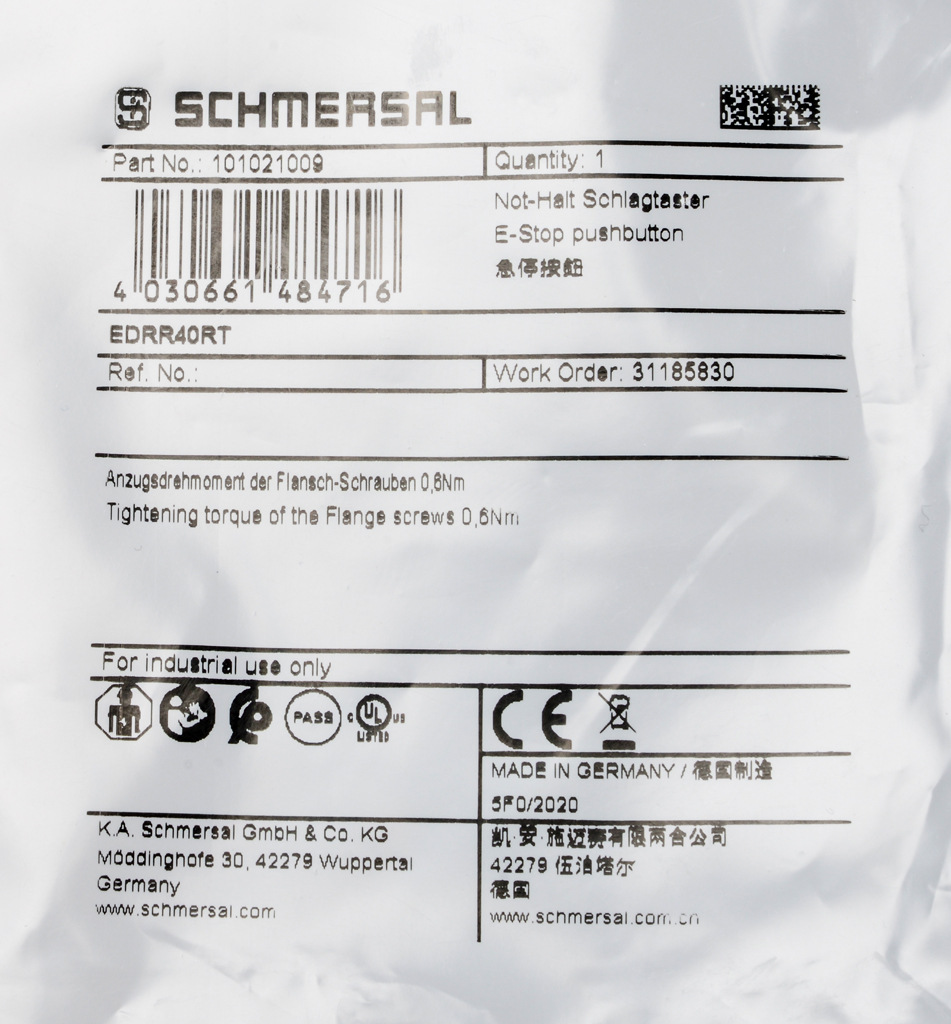 SCHMERSAL
Part No.: 101021009
Quantity: 1
Not-Halt Schlagtaster
E-Stop pushbutton
急停按鈕
4 030661 484716
EDRR40RT
Ref. No.:
Work Order: 31185830
Anzugsdrehmoment der Flansch-Schrauben 0,6Nm
Tightening torque of the Flange screws 0,6Nm
For industrial use only
PASS
C UL US
LISTED
CE
MADE IN GERMANY / 德国制造
5F0/2020
K.A. Schmersal GmbH & Co. KG
Möddinghofe 30, 42279 Wuppertal
Germany
www.schmersal.com
凯·安·施迈赛有限两合公司
42279 伍泊塔尔
德国
www.schmersal.com.cn